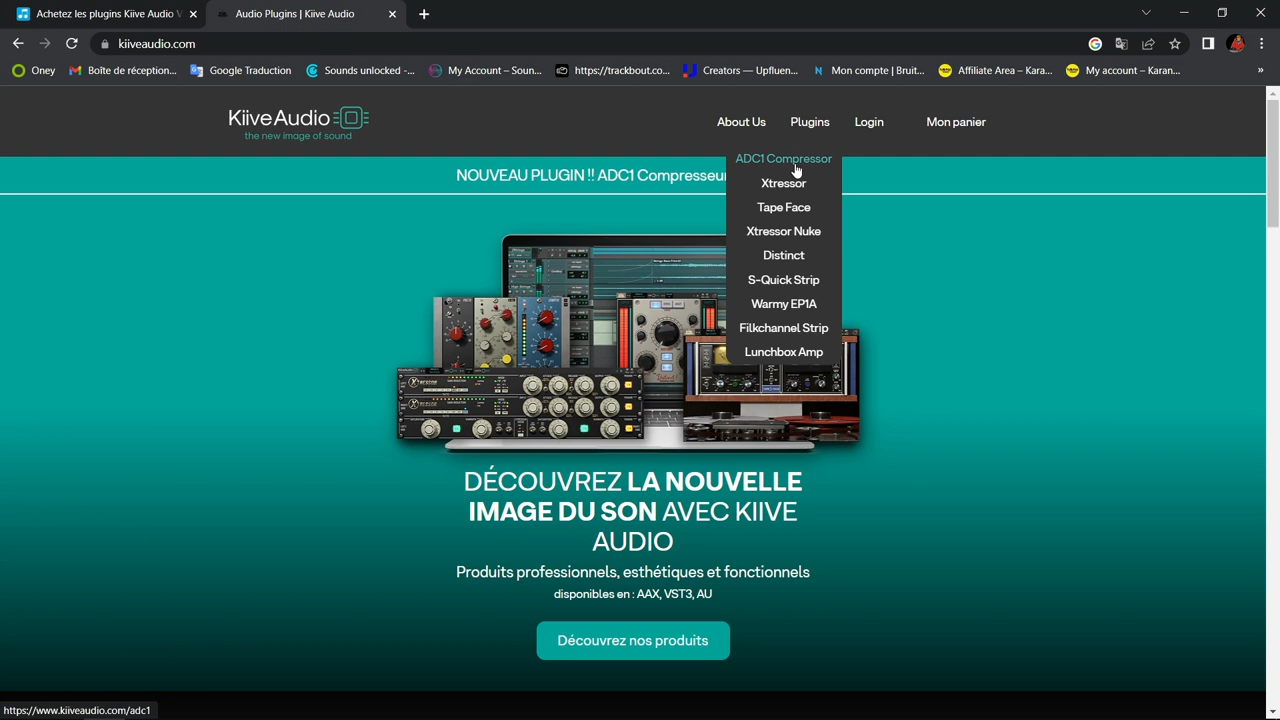 Achetez les plugins Kiive Audio V
Audio Plugins | Kiive Audio
kiiveaudio.com
Oney
Boîte de réception...
Google Traduction
Sounds unlocked -...
My Account – Soun...
https://trackbout.co...
Creators — Upfluen...
Mon compte | Bruit...
Affiliate Area – Kara...
My account – Karan...
»
KiiveAudio
the new image of sound
About Us
Plugins
Login
Mon panier
NOUVEAU PLUGIN !! ADC1 Compresseur
ADC1 Compressor
Xtressor
Tape Face
Xtressor Nuke
Distinct
S-Quick Strip
Warmy EP1A
Filkchannel Strip
Lunchbox Amp
DÉCOUVREZ LA NOUVELLE
IMAGE DU SON AVEC KIIVE
AUDIO
Produits professionnels, esthétiques et fonctionnels
disponibles en : AAX, VST3, AU
Découvrez nos produits
https://www.kiiveaudio.com/adc1